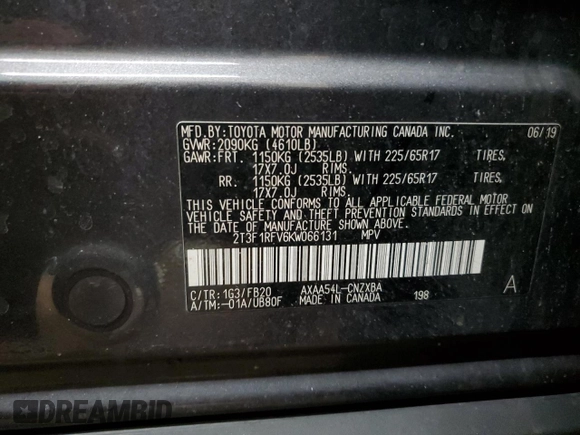 MFD.BY:TOYOTA MOTOR MANUFACTURING CANADA INC. 06/19
GVWR: 2090KG (4610LB)
GAWR:FRT. 1150KG (2535LB) WITH 225/65R17 TIRES,
17X7.0J RIMS.
RR. 1150KG (2535LB) WITH 225/65R17 TIRES,
17X7.0J RIMS.
THIS VEHICLE CONFORMS TO ALL APPLICABLE FEDERAL MOTOR
VEHICLE SAFETY AND THEFT PREVENTION STANDARDS IN EFFECT ON
THE DATE OF MANUFACTURE SHOWN ABOVE.
2T3F1RFV6KW066131 MPV
C/TR:1G3/FB20 AXAA54L-CNZXBA A
A/TM:-01A/UB80F MADE IN CANADA 198
DREAMBID